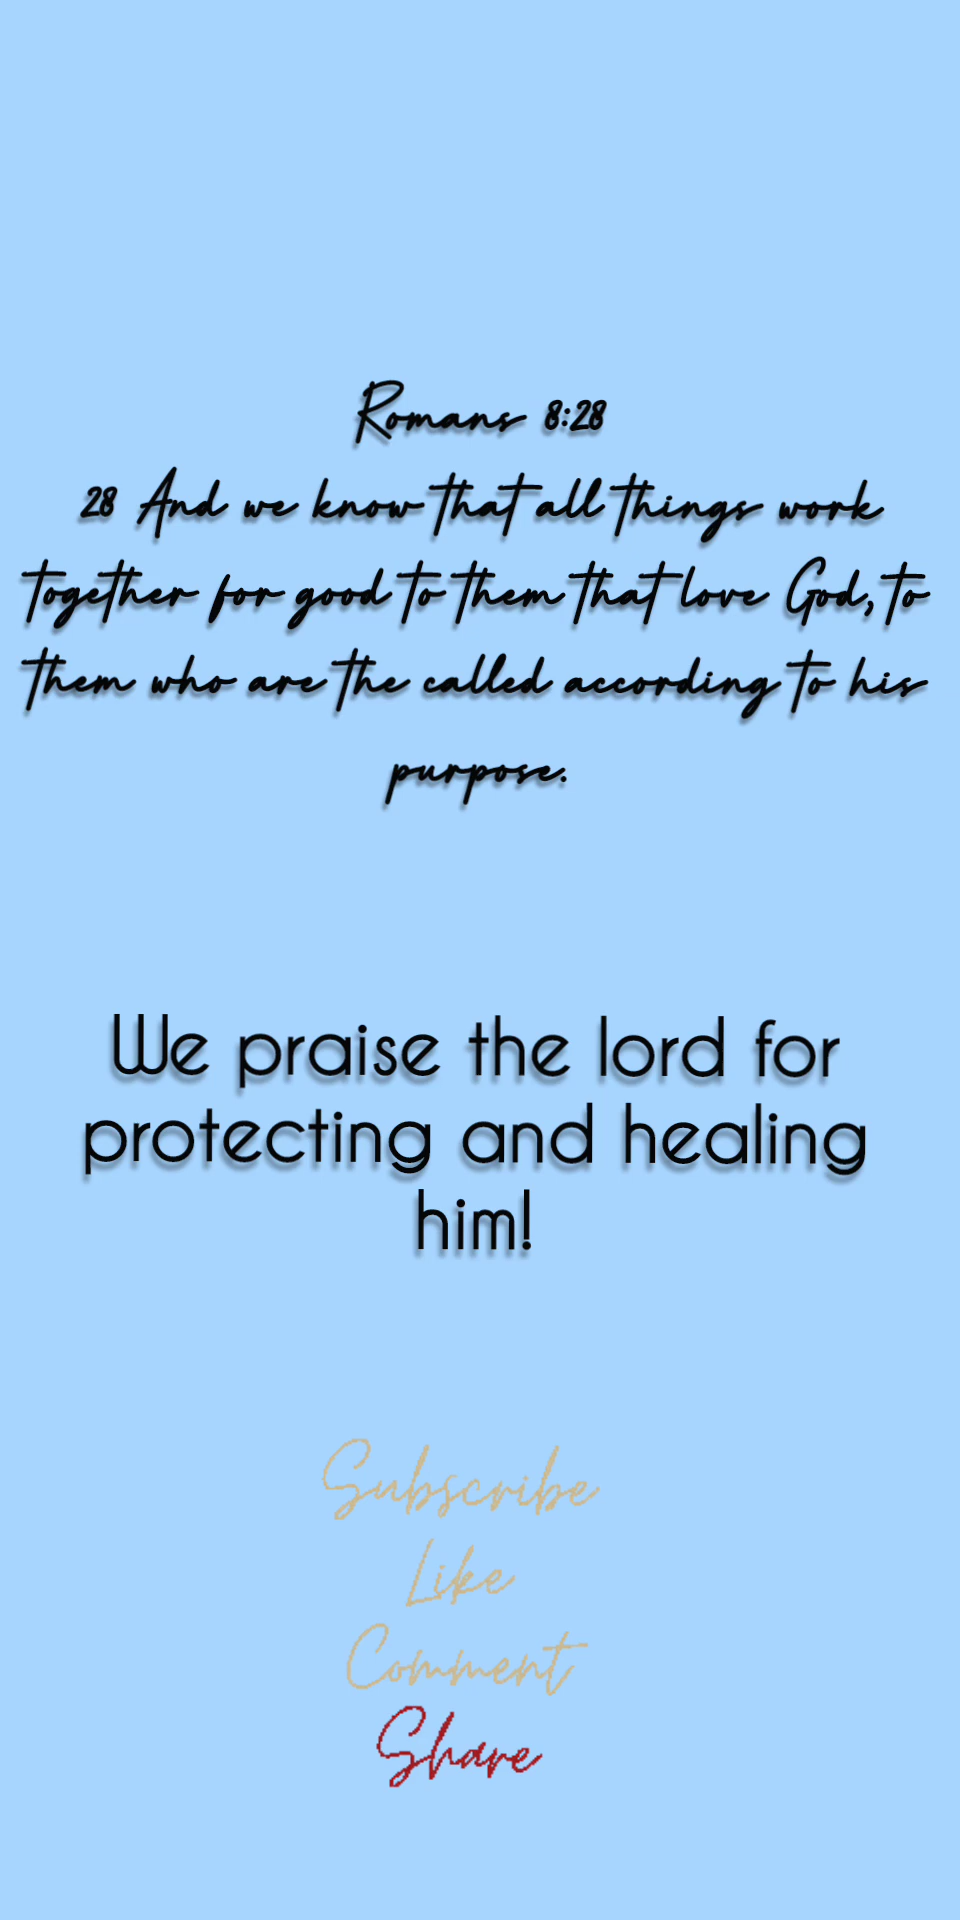 Romans 8:28
28 And we know that all things work
together for good to them that love God, to
them who are the called according to his
purpose.
We praise the lord for
protecting and healing
him!
Subscribe
Like
Comment
Share